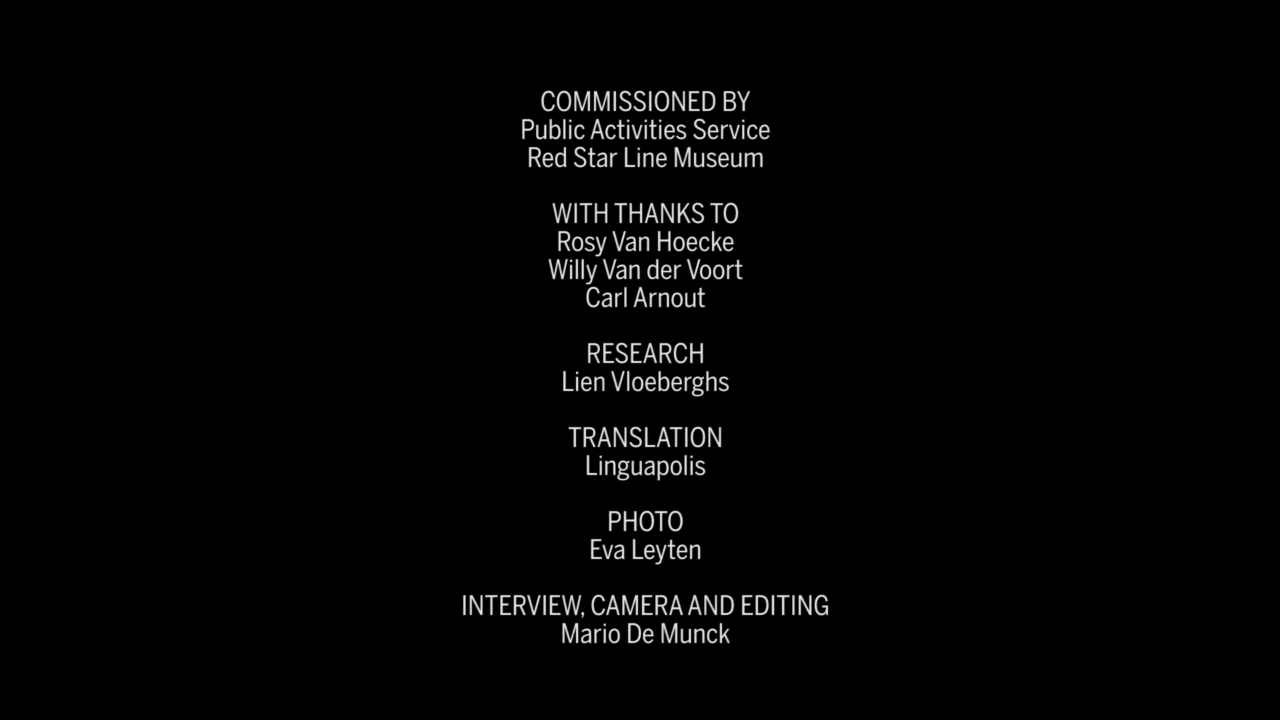 COMMISSIONED BY
Public Activities Service
Red Star Line Museum
WITH THANKS TO
Rosy Van Hoecke
Willy Van der Voort
Carl Arnout
RESEARCH
Lien Vloeberghs
TRANSLATION
Linguapolis
PHOTO
Eva Leyten
INTERVIEW, CAMERA AND EDITING
Mario De Munck